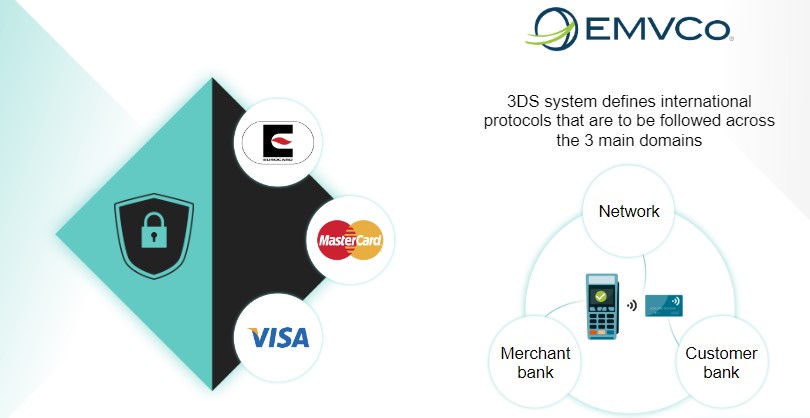 EMVCo
3DS system defines international
protocols that are to be followed across
the 3 main domains
EUROCARD
Network
MasterCard
VISA
Merchant
bank
Customer
bank